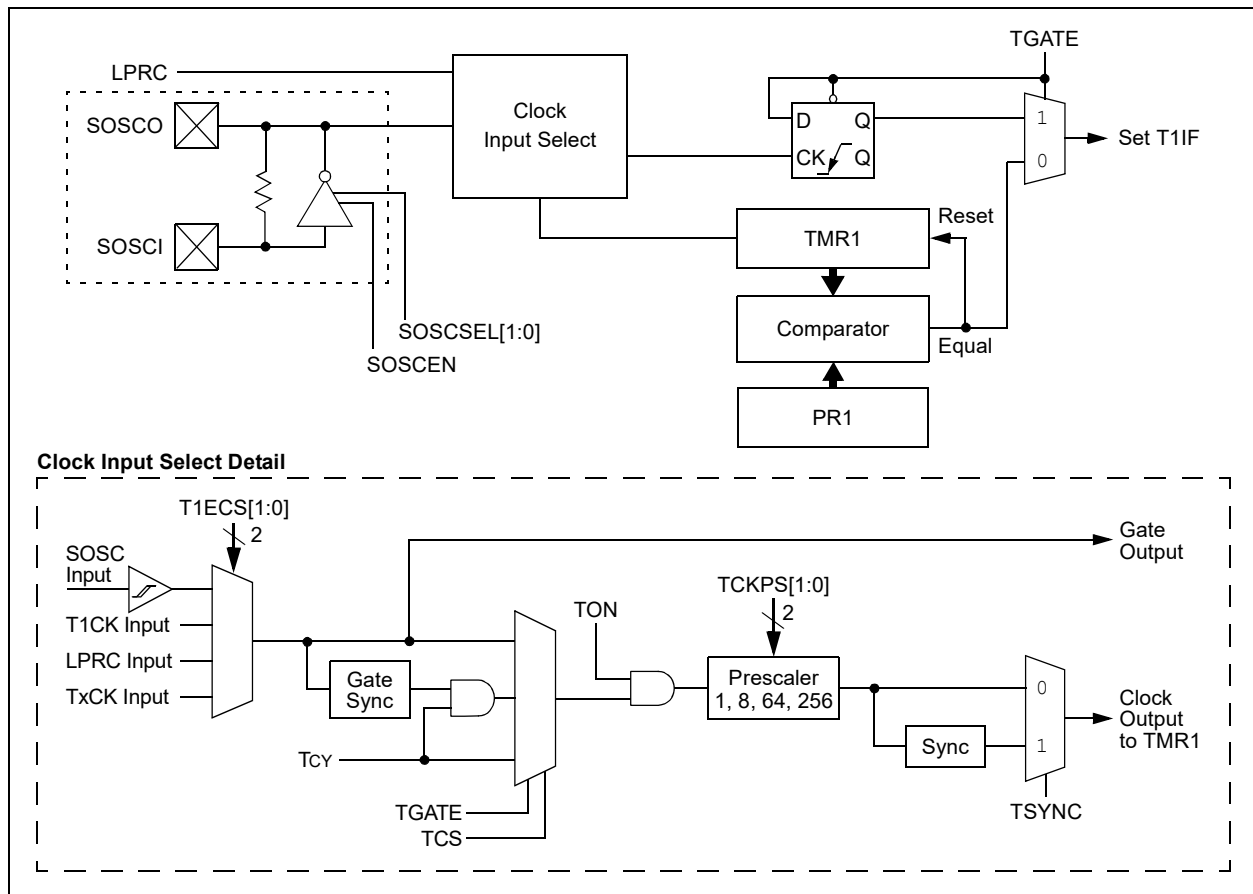 TGATE
LPRC
SOSCO
SOSCI
Clock
Input Select
D Q
CK Q
1
0
Set T1IF
TMR1
Reset
Comparator
Equal
PR1
SOSCSEL[1:0]
SOSCEN
Clock Input Select Detail
T1ECS[1:0]
2
SOSC
Input
T1CK Input
LPRC Input
TxCK Input
Gate
Output
Gate
Sync
TCY
TGATE
TCS
TON
TCKPS[1:0]
2
Prescaler
1, 8, 64, 256
0
1
Sync
Clock
Output
to TMR1
TSYNC